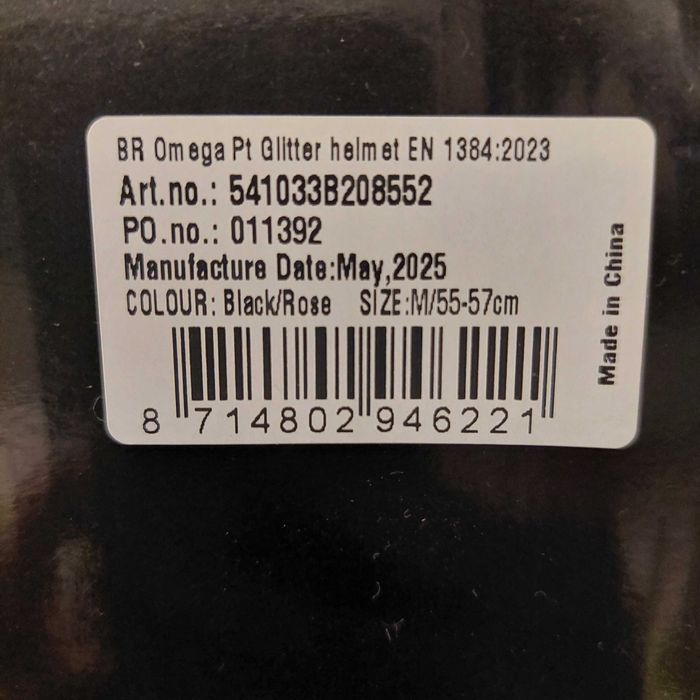 BR Omega Pt Glitter helmet EN 1384:2023
Art.no.: 541033B208552
PO.no.: 011392
Manufacture Date:May,2025
COLOUR: Black/Rose SIZE:M/55-57cm
8 714802 946221
Made in China